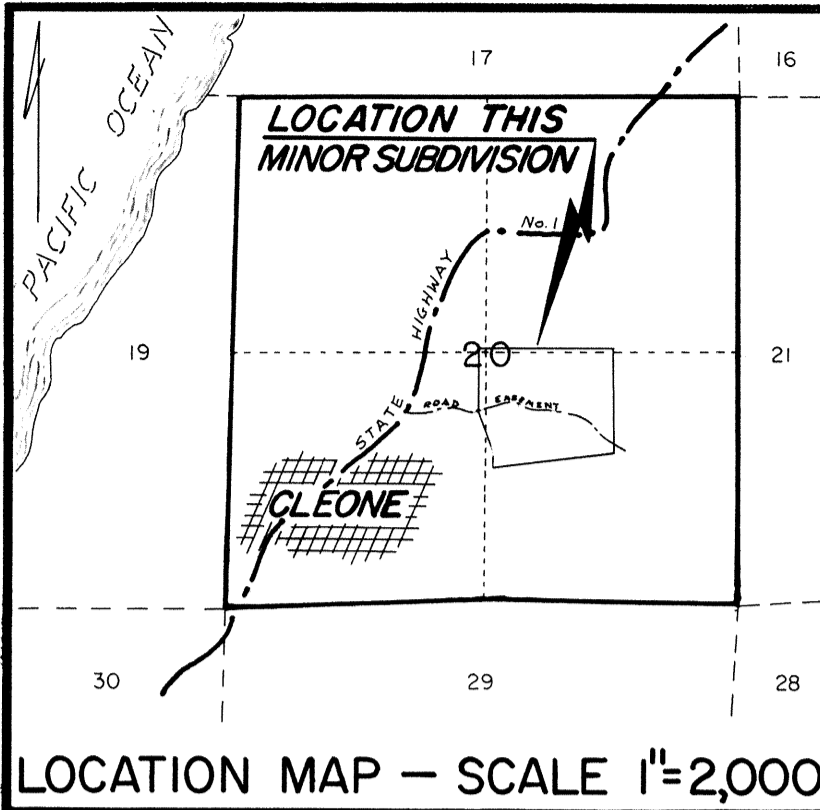 PACIFIC OCEAN
17
16
LOCATION THIS
MINOR SUBDIVISION
No. 1
STATE HIGHWAY
19
20
21
ROAD EASEMENT
CLEONE
30
29
28
LOCATION MAP — SCALE 1"=2,000